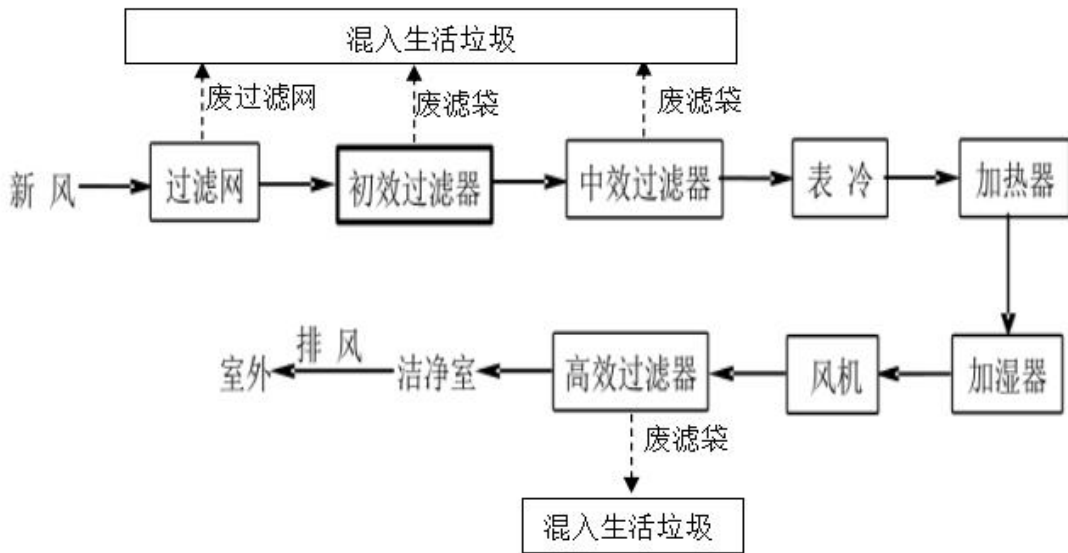 混入生活垃圾
废过滤网
废滤袋
废滤袋
新风
过滤网
初效过滤器
中效过滤器
表冷
加热器
室外
排风
洁净室
高效过滤器
风机
加湿器
废滤袋
混入生活垃圾